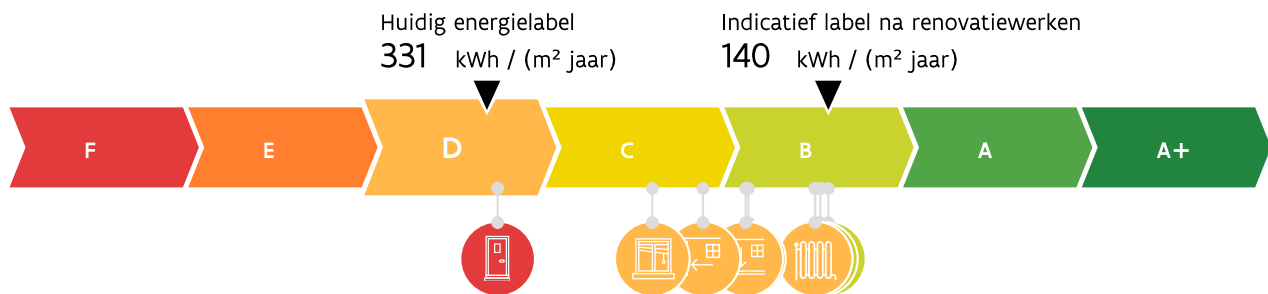 Huidig energielabel
331 kWh / (m² jaar)
Indicatief label na renovatiewerken
140 kWh / (m² jaar)
F E D C B A A+